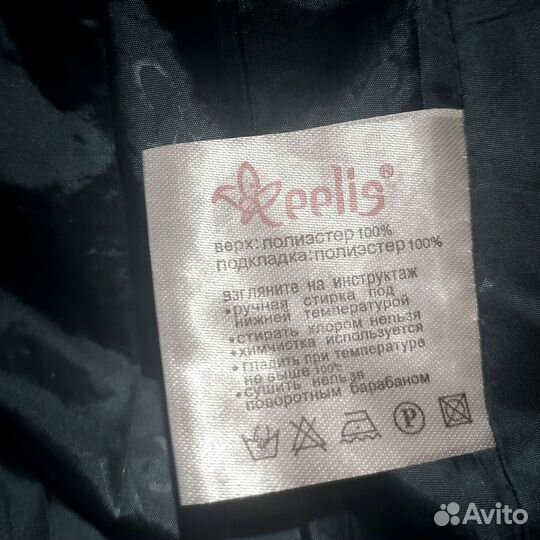 eelis®
верх: полиэстер 100%
подкладка: полиэстер 100%
взгляните на инструктаж
•ручная стирка под
нижней температурой
•стирать хлором нельзя
•химчистка используется
•гладить при температуре
не выше 100%
•сушить нельзя
поворотным барабаном
P
Avito